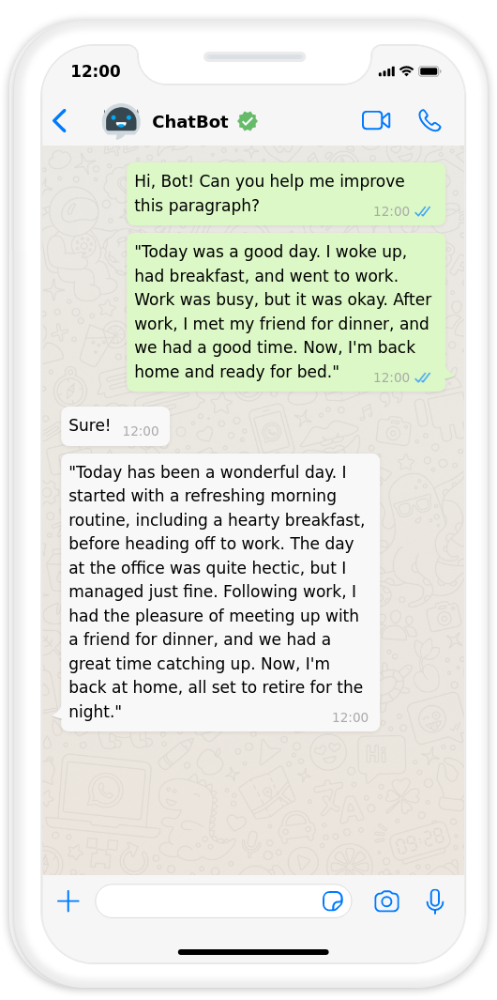 12:00
ChatBot
Hi, Bot! Can you help me improve
this paragraph?
12:00
"Today was a good day. I woke up,
had breakfast, and went to work.
Work was busy, but it was okay. After
work, I met my friend for dinner, and
we had a good time. Now, I'm back
home and ready for bed."
12:00
Sure!
12:00
"Today has been a wonderful day. I
started with a refreshing morning
routine, including a hearty breakfast,
before heading off to work. The day
at the office was quite hectic, but I
managed just fine. Following work, I
had the pleasure of meeting up with
a friend for dinner, and we had a
great time catching up. Now, I'm
back at home, all set to retire for the
night."
12:00
Hi
05:28